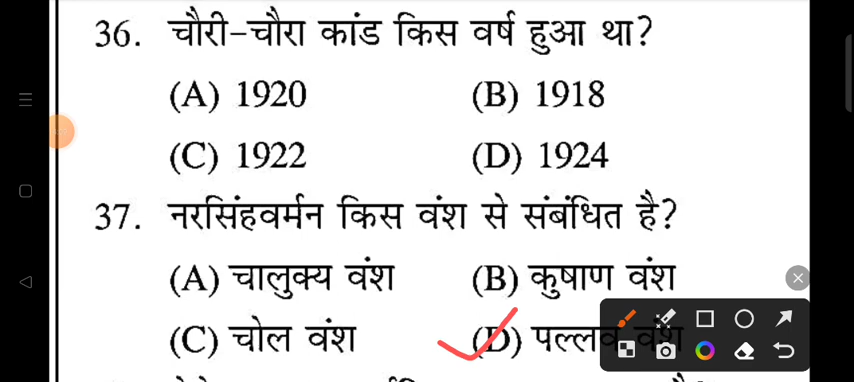 36. चौरी-चौरा कांड किस वर्ष हुआ था?
(A) 1920 (B) 1918
(C) 1922 (D) 1924
37. नरसिंहवर्मन किस वंश से संबंधित है?
(A) चालुक्य वंश (B) कुषाण वंश
(C) चोल वंश (D) पल्लव वंश